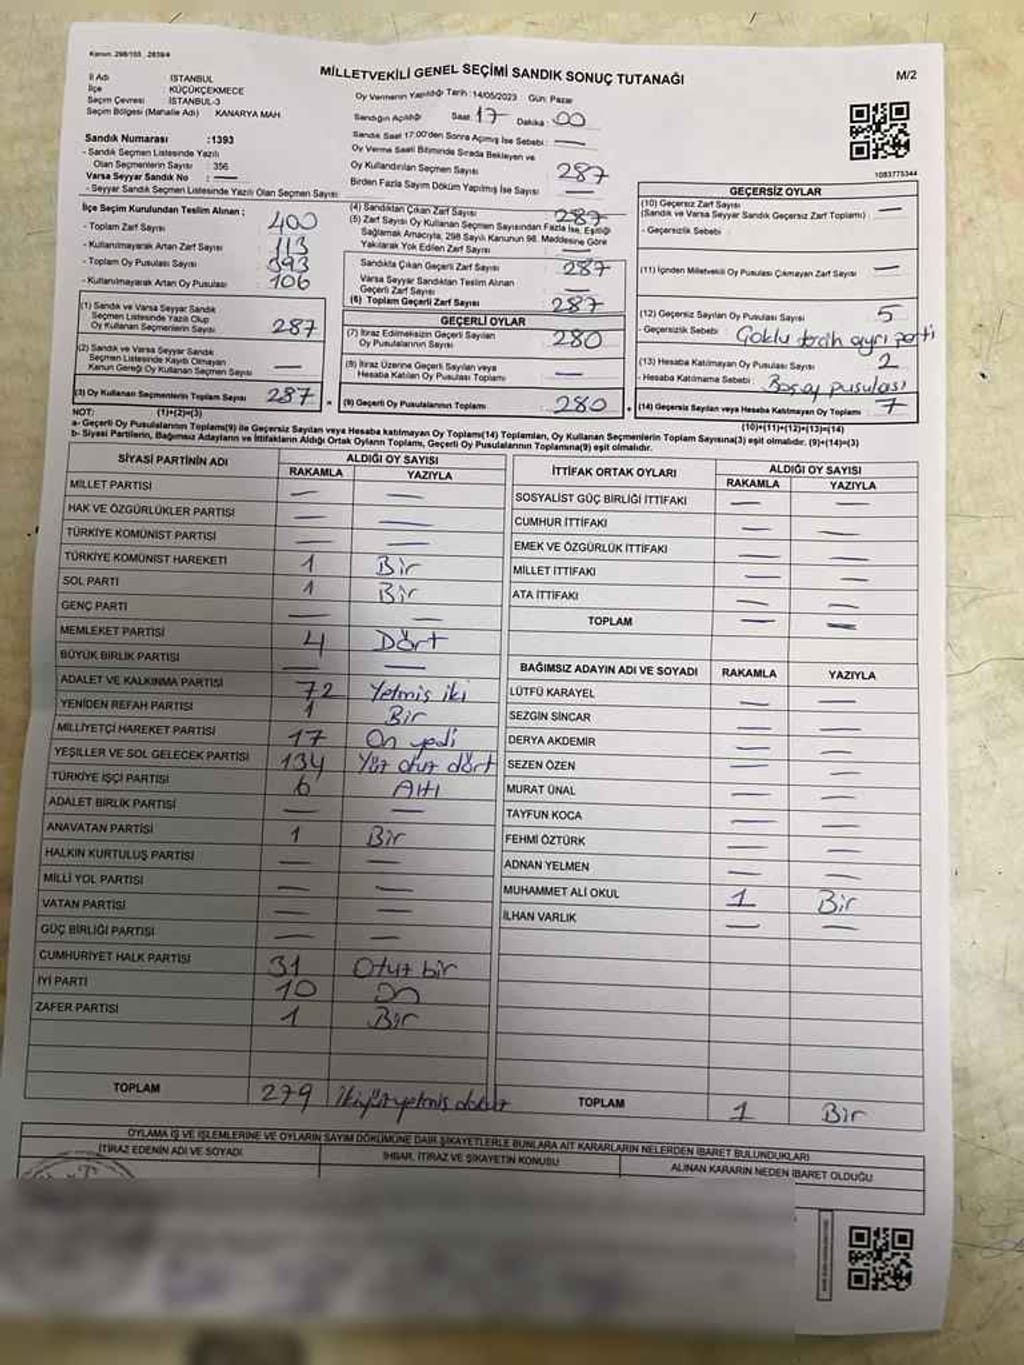 Kanun: 298/105 2839/4
MİLLETVEKİLİ GENEL SEÇİMİ SANDIK SONUÇ TUTANAĞI
M/2
İl Adı : İSTANBUL
İlçe : KÜÇÜKÇEKMECE
Seçim Çevresi : İSTANBUL-3
Seçim Bölgesi (Mahalle Adı) : KANARYA MAH
Sandık Numarası :1393
- Sandık Seçmen Listesinde Yazılı
Olan Seçmenlerin Sayısı : 356
Varsa Seyyar Sandık No : —
- Seyyar Sandık Seçmen Listesinde Yazılı Olan Seçmen Sayısı:
Oy Vermenin Yapıldığı Tarih :14/05/2023 Gün: Pazar
Sandığın Açıldığı Saat: 17 Dakika: 00
Sandık Saat 17:00'den Sonra Açılmış İse Sebebi: —
Oy Verme Saati Bitiminde Sırada Bekleyen ve
Oy Kullandırılan Seçmen Sayısı : 287
Birden Fazla Sayım Döküm Yapılmış İse Sayısı : —
1083775344
İlçe Seçim Kurulundan Teslim Alınan ;
- Toplam Zarf Sayısı : 400
- Kullanılmayarak Artan Zarf Sayısı : 113
- Toplam Oy Pusulası Sayısı : 393
- Kullanılmayarak Artan Oy Pusulası : 106
(1) Sandık ve Varsa Seyyar Sandık
Seçmen Listesinde Yazılı Olup
Oy Kullanan Seçmenlerin Sayısı : 287
(2) Sandık ve Varsa Seyyar Sandık
Seçmen Listesinde Kayıtlı Olmayan
Kanun Gereği Oy Kullanan Seçmen Sayısı : —
(3) Oy Kullanan Seçmenlerin Toplam Sayısı : 287
(4) Sandıktan Çıkan Zarf Sayısı : 287
(5) Zarf Sayısı Oy Kullanan Seçmen Sayısından Fazla İse, Eşitliği
Sağlamak Amacıyla, 298 Sayılı Kanunun 98. Maddesine Göre
Yakılarak Yok Edilen Zarf Sayısı : —
Sandıkta Çıkan Geçerli Zarf Sayısı : 287
Varsa Seyyar Sandıktan Teslim Alınan
Geçerli Zarf Sayısı : —
(6) Toplam Geçerli Zarf Sayısı : 287
GEÇERLİ OYLAR
(7) İtiraz Edilmeksizin Geçerli Sayılan
Oy Pusulalarının Sayısı : 280
(8) İtiraz Üzerine Geçerli Sayılan veya
Hesaba Katılan Oy Pusulası Toplamı : —
(9) Geçerli Oy Pusulalarının Toplamı : 280
GEÇERSİZ OYLAR
(10) Geçersiz Zarf Sayısı
(Sandık ve Varsa Seyyar Sandık Geçersiz Zarf Toplamı) : —
- Geçersizlik Sebebi :
(11) İçinden Milletvekili Oy Pusulası Çıkmayan Zarf Sayısı : —
(12) Geçersiz Sayılan Oy Pusulası Sayısı : 5
- Geçersizlik Sebebi : Çoklu tercih ayrı parti
(13) Hesaba Katılmayan Oy Pusulası Sayısı : 2
- Hesaba Katılmama Sebebi : Boş oy pusulası
(14) Geçersiz Sayılan veya Hesaba Katılmayan Oy Toplamı : 7
NOT: (1)+(2)=(3)
(10)+(11)+(12)+(13)=(14)
a- Geçerli Oy Pusulalarının Toplamı(9) ile Geçersiz Sayılan veya Hesaba katılmayan Oy Toplamı(14) Toplamları, Oy Kullanan Seçmenlerin Toplam Sayısına(3) eşit olmalıdır. (9)+(14)=(3)
b- Siyasi Partilerin, Bağımsız Adayların ve İttifakların Aldığı Ortak Oyların Toplamı, Geçerli Oy Pusulalarının Toplamına(9) eşit olmalıdır.
SİYASİ PARTİNİN ADI ALDIĞI OY SAYISI
RAKAMLA YAZIYLA
MİLLET PARTİSİ — —
HAK VE ÖZGÜRLÜKLER PARTİSİ — —
TÜRKİYE KOMÜNİST PARTİSİ — —
TÜRKİYE KOMÜNİST HAREKETİ 1 Bir
SOL PARTİ 1 Bir
GENÇ PARTİ — —
MEMLEKET PARTİSİ 4 Dört
BÜYÜK BİRLİK PARTİSİ — —
ADALET VE KALKINMA PARTİSİ 72 Yetmiş iki
YENİDEN REFAH PARTİSİ 1 Bir
MİLLİYETÇİ HAREKET PARTİSİ 17 On yedi
YEŞİLLER VE SOL GELECEK PARTİSİ 134 Yüz otuz dört
TÜRKİYE İŞÇİ PARTİSİ 6 Altı
ADALET BİRLİK PARTİSİ — —
ANAVATAN PARTİSİ 1 Bir
HALKIN KURTULUŞ PARTİSİ — —
MİLLİ YOL PARTİSİ — —
VATAN PARTİSİ — —
GÜÇ BİRLİĞİ PARTİSİ — —
CUMHURİYET HALK PARTİSİ 31 Otuz bir
İYİ PARTİ 10 On
ZAFER PARTİSİ 1 Bir
TOPLAM 279 İkiyüzyetmiş dokuz
İTTİFAK ORTAK OYLARI ALDIĞI OY SAYISI
RAKAMLA YAZIYLA
SOSYALİST GÜÇ BİRLİĞİ İTTİFAKI — —
CUMHUR İTTİFAKI — —
EMEK VE ÖZGÜRLÜK İTTİFAKI — —
MİLLET İTTİFAKI — —
ATA İTTİFAKI — —
TOPLAM — —
BAĞIMSIZ ADAYIN ADI VE SOYADI RAKAMLA YAZIYLA
LÜTFÜ KARAYEL — —
SEZGİN SİNCAR — —
DERYA AKDEMİR — —
SEZEN ÖZEN — —
MURAT ÜNAL — —
TAYFUN KOCA — —
FEHMİ ÖZTÜRK — —
ADNAN YELMEN — —
MUHAMMET ALİ OKUL 1 Bir
İLHAN VARLIK — —
TOPLAM 1 Bir
OYLAMA İŞ VE İŞLEMLERİNE VE OYLARIN SAYIM DÖKÜMÜNE DAİR ŞİKAYETLERLE BUNLARA AİT KARARLARIN NELERDEN İBARET BULUNDUKLARI
İTİRAZ EDENİN ADI VE SOYADI
İHBAR, İTİRAZ VE ŞİKAYETİN KONUSU
ALINAN KARARIN NEDEN İBARET OLDUĞU